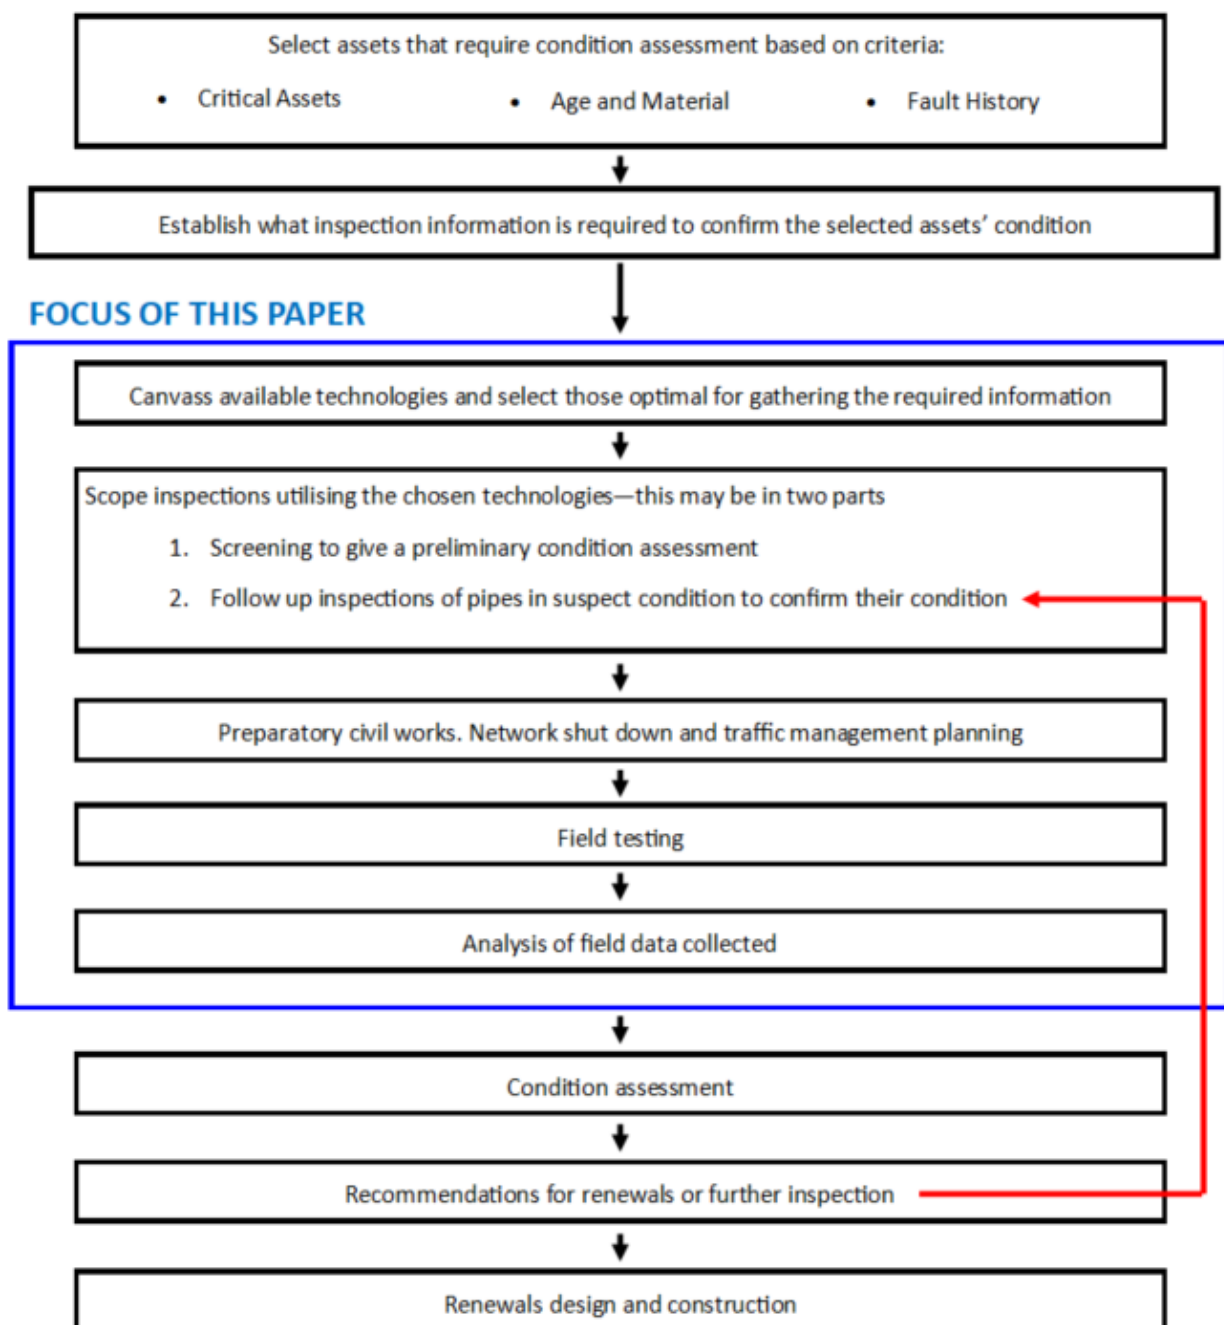 Select assets that require condition assessment based on criteria:
• Critical Assets • Age and Material • Fault History
Establish what inspection information is required to confirm the selected assets’ condition
FOCUS OF THIS PAPER
Canvass available technologies and select those optimal for gathering the required information
Scope inspections utilising the chosen technologies—this may be in two parts
1. Screening to give a preliminary condition assessment
2. Follow up inspections of pipes in suspect condition to confirm their condition
Preparatory civil works. Network shut down and traffic management planning
Field testing
Analysis of field data collected
Condition assessment
Recommendations for renewals or further inspection
Renewals design and construction